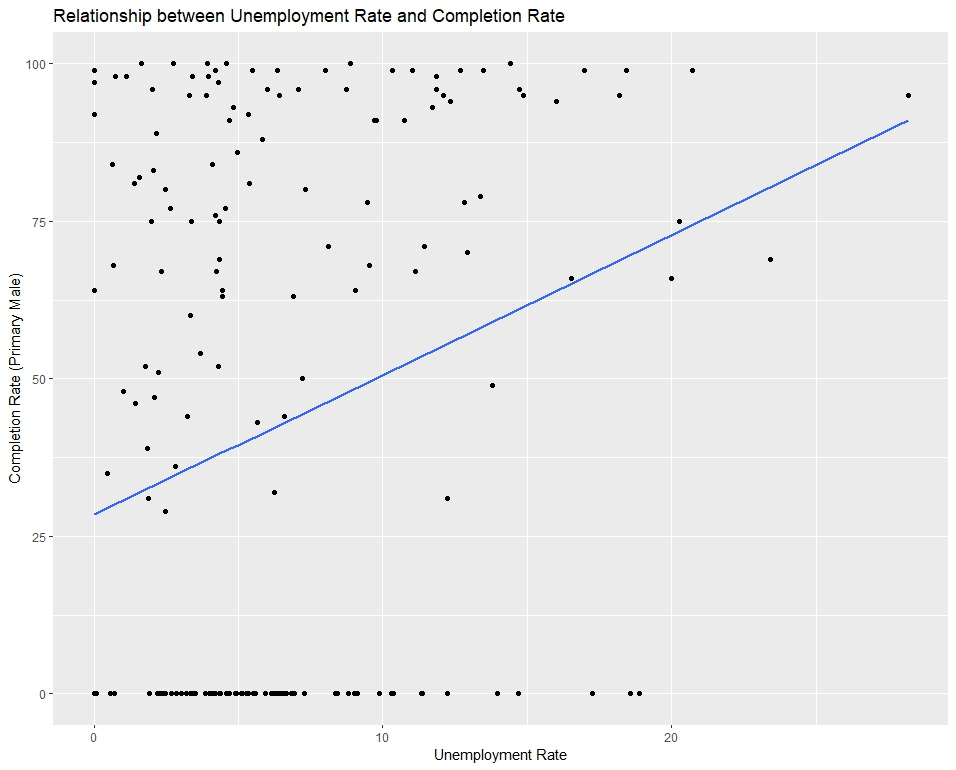 Relationship between Unemployment Rate and Completion Rate
Completion Rate (Primary Male)
100
75
50
25
0
0 10 20
Unemployment Rate